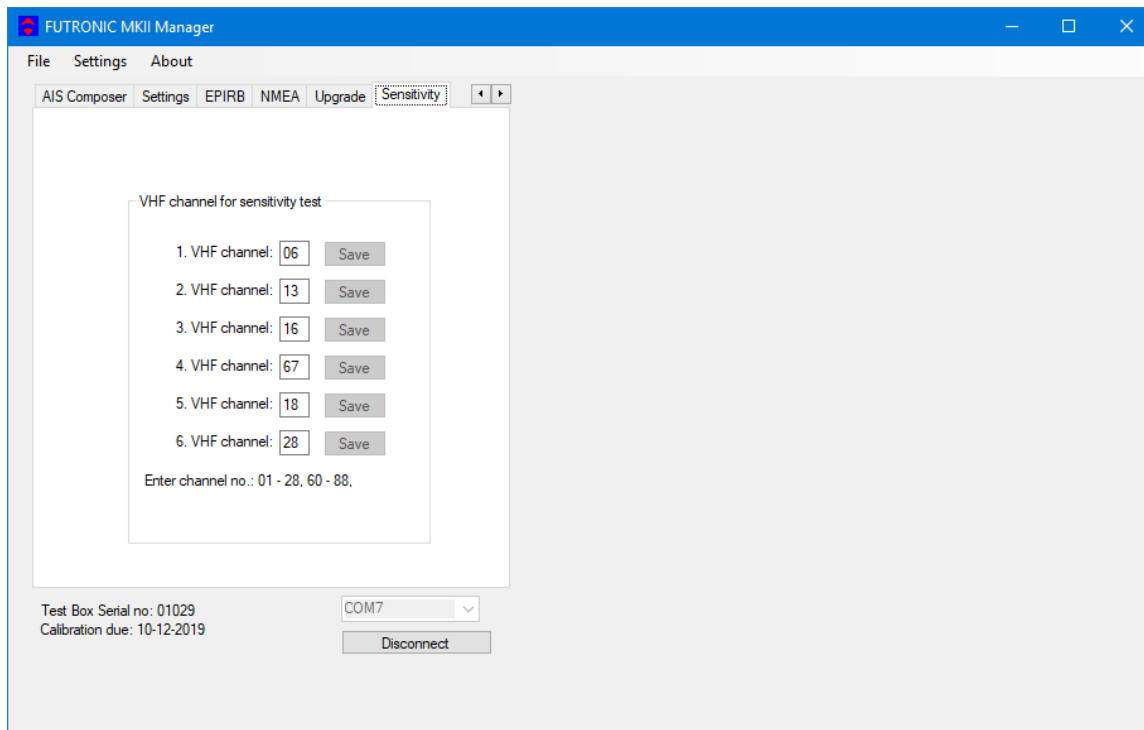 FUTRONIC MKII Manager
File Settings About
AIS Composer Settings EPIRB NMEA Upgrade Sensitivity
VHF channel for sensitivity test
1. VHF channel: 06 Save
2. VHF channel: 13 Save
3. VHF channel: 16 Save
4. VHF channel: 67 Save
5. VHF channel: 18 Save
6. VHF channel: 28 Save
Enter channel no.: 01 - 28, 60 - 88,
Test Box Serial no: 01029 COM7
Calibration due: 10-12-2019
Disconnect